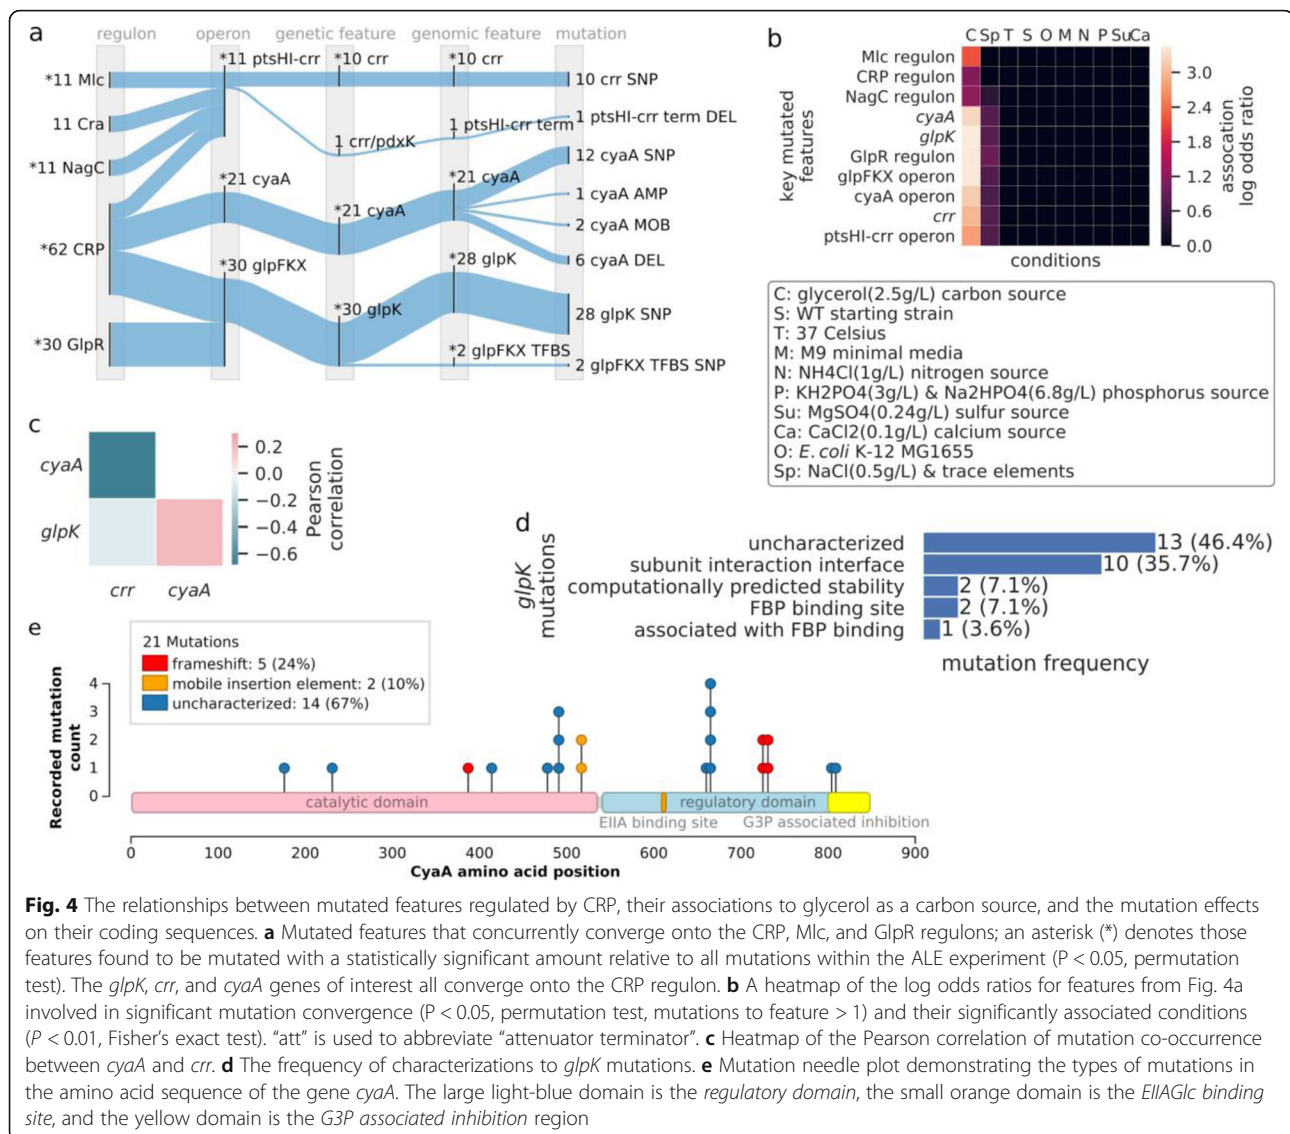 a
regulon
operon
genetic feature
genomic feature
mutation
*11 ptsHI-crr
*10 crr
*10 crr
*11 Mlc
10 crr SNP
11 Cra
1 crr/pdxK
1 ptsHI-crr term
1 ptsHI-crr term DEL
*11 NagC
*21 cyaA
*21 cyaA
*21 cyaA
12 cyaA SNP
1 cyaA AMP
2 cyaA MOB
*62 CRP
*30 glpFKX
*28 glpK
6 cyaA DEL
*30 glpK
28 glpK SNP
*30 GlpR
*2 glpFKX TFBS
2 glpFKX TFBS SNP
b
C Sp T S O M N P Su Ca
key mutated
features
Mlc regulon
CRP regulon
NagC regulon
cyaA
glpK
GlpR regulon
glpFKX operon
cyaA operon
crr
ptsHI-crr operon
conditions
3.0
2.4
1.8
1.2
0.6
0.0
assocation
log odds ratio
C: glycerol(2.5g/L) carbon source
S: WT starting strain
T: 37 Celsius
M: M9 minimal media
N: NH4Cl(1g/L) nitrogen source
P: KH2PO4(3g/L) & Na2HPO4(6.8g/L) phosphorus source
Su: MgSO4(0.24g/L) sulfur source
Ca: CaCl2(0.1g/L) calcium source
O: E.coli K-12 MG1655
Sp: NaCl(0.5g/L) & trace elements
c
cyaA
glpK
crr
cyaA
0.2
0.0
−0.2
−0.4
−0.6
Pearson
correlation
d
glpK
mutations
uncharacterized
13 (46.4%)
subunit interaction interface
10 (35.7%)
computationally predicted stability
2 (7.1%)
FBP binding site
2 (7.1%)
associated with FBP binding
1 (3.6%)
mutation frequency
e
21 Mutations
frameshift: 5 (24%)
mobile insertion element: 2 (10%)
uncharacterized: 14 (67%)
Recorded mutation
count
4
3
2
1
0
catalytic domain
regulatory domain
EIIA binding site
G3P associated inhibition
0 100 200 300 400 500 600 700 800 900
CyaA amino acid position
Fig. 4 The relationships between mutated features regulated by CRP, their associations to glycerol as a carbon source, and the mutation effects
on their coding sequences. a Mutated features that concurrently converge onto the CRP, Mlc, and GlpR regulons; an asterisk (*) denotes those
features found to be mutated with a statistically significant amount relative to all mutations within the ALE experiment (P < 0.05, permutation
test). The glpK, crr, and cyaA genes of interest all converge onto the CRP regulon. b A heatmap of the log odds ratios for features from Fig. 4a
involved in significant mutation convergence (P < 0.05, permutation test, mutations to feature > 1) and their significantly associated conditions
(P < 0.01, Fisher’s exact test). “att” is used to abbreviate “attenuator terminator”. c Heatmap of the Pearson correlation of mutation co-occurrence
between cyaA and crr. d The frequency of characterizations to glpK mutations. e Mutation needle plot demonstrating the types of mutations in
the amino acid sequence of the gene cyaA. The large light-blue domain is the regulatory domain, the small orange domain is the EIIAGlc binding
site, and the yellow domain is the G3P associated inhibition region